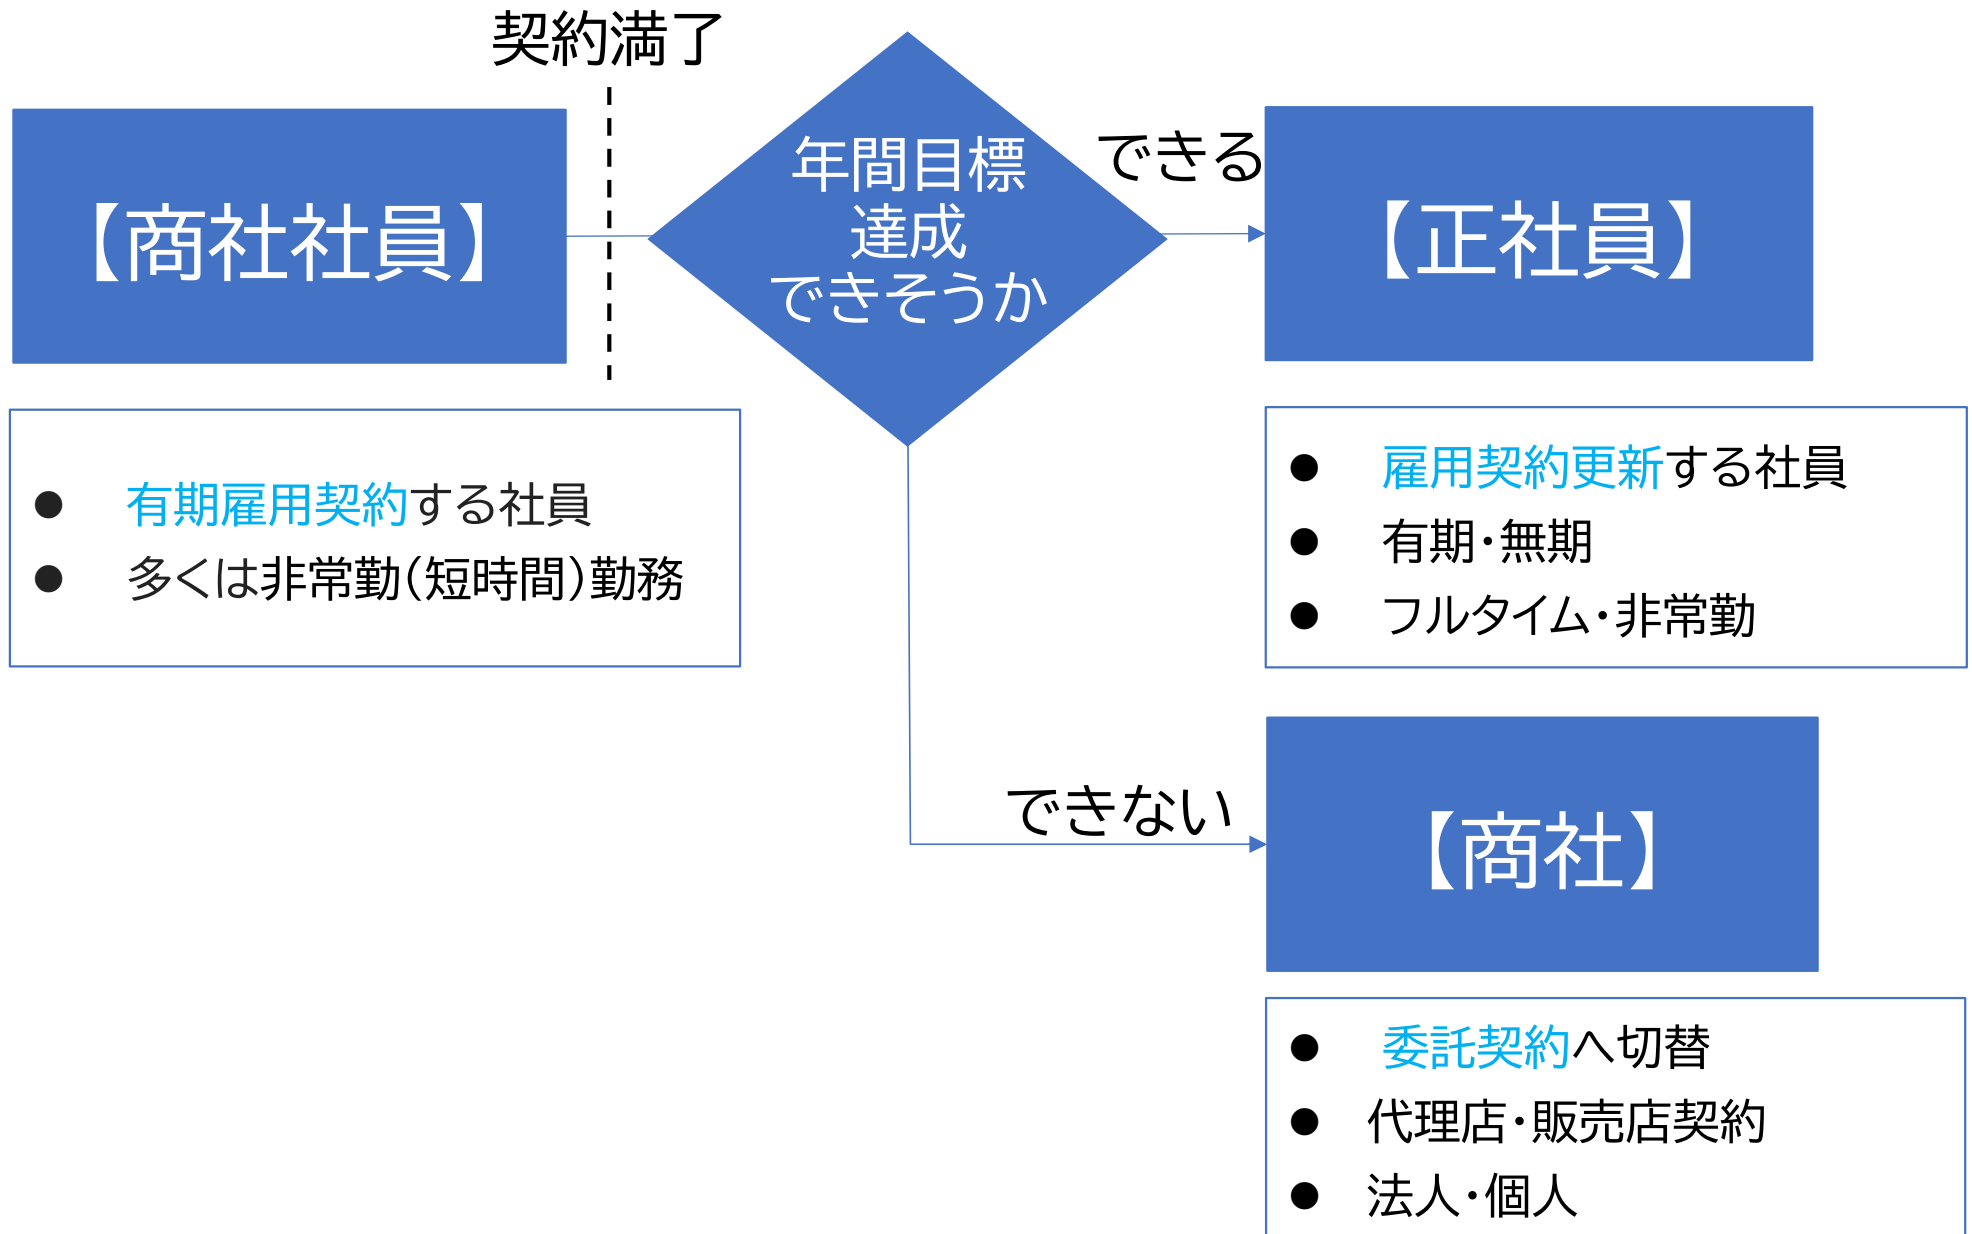 契約満了
【商社社員】
年間目標
達成
できそうか
できる
【正社員】
● 有期雇用契約する社員
● 多くは非常勤（短時間）勤務
● 雇用契約更新する社員
● 有期・無期
● フルタイム・非常勤
できない
【商社】
● 委託契約へ切替
● 代理店・販売店契約
● 法人・個人